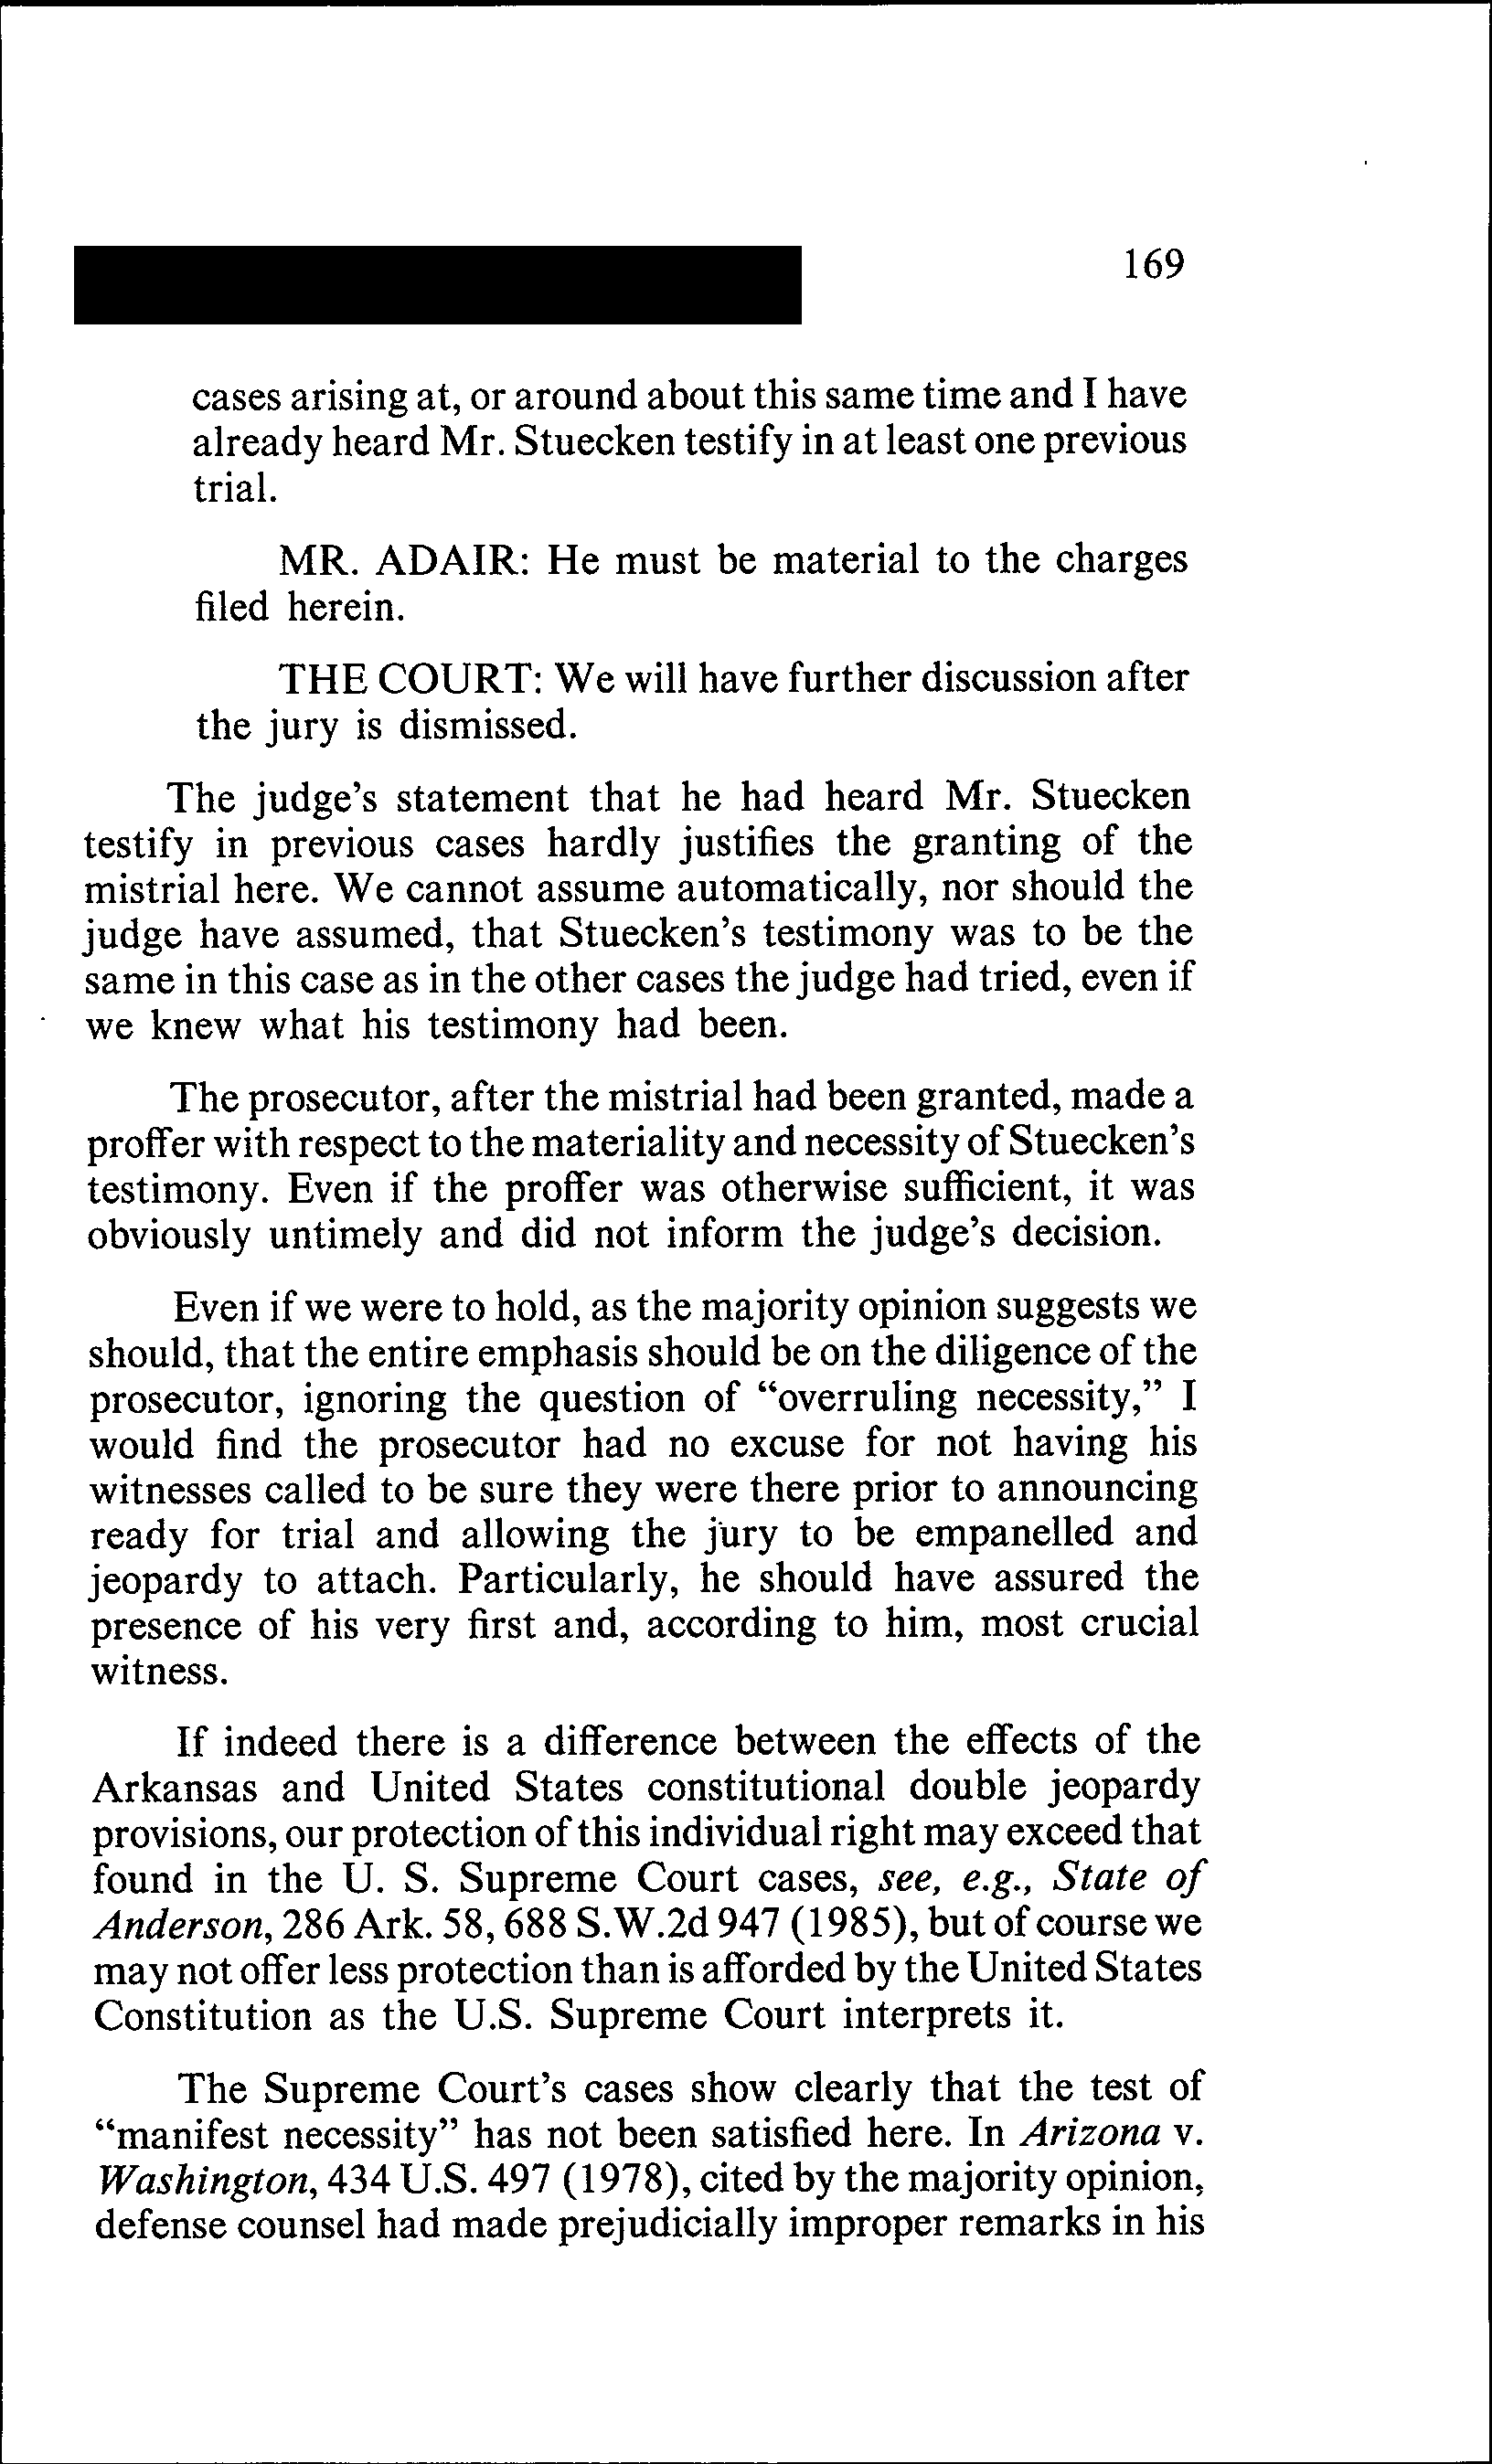 169
cases arising at, or around about this same time and I have
already heard Mr. Stuecken testify in at least one previous
trial.
MR. ADAIR: He must be material to the charges
filed herein.
THE COURT: We will have further discussion after
the jury is dismissed.
The judge's statement that he had heard Mr. Stuecken
testify in previous cases hardly justifies the granting of the
mistrial here. We cannot assume automatically, nor should the
judge have assumed, that Stuecken's testimony was to be the
same in this case as in the other cases the judge had tried, even if
we knew what his testimony had been.
The prosecutor, after the mistrial had been granted, made a
proffer with respect to the materiality and necessity of Stuecken's
testimony. Even if the proffer was otherwise sufficient, it was
obviously untimely and did not inform the judge's decision.
Even if we were to hold, as the majority opinion suggests we
should, that the entire emphasis should be on the diligence of the
prosecutor, ignoring the question of "overruling necessity," I
would find the prosecutor had no excuse for not having his
witnesses called to be sure they were there prior to announcing
ready for trial and allowing the jury to be empanelled and
jeopardy to attach. Particularly, he should have assured the
presence of his very first and, according to him, most crucial
witness.
If indeed there is a difference between the effects of the
Arkansas and United States constitutional double jeopardy
provisions, our protection of this individual right may exceed that
found in the U. S. Supreme Court cases, see, e.g., State of
Anderson, 286 Ark. 58, 688 S.W.2d 947 (1985), but of course we
may not offer less protection than is afforded by the United States
Constitution as the U.S. Supreme Court interprets it.
The Supreme Court's cases show clearly that the test of
"manifest necessity" has not been satisfied here. In Arizona v.
Washington, 434 U.S. 497 (1978), cited by the majority opinion,
defense counsel had made prejudicially improper remarks in his